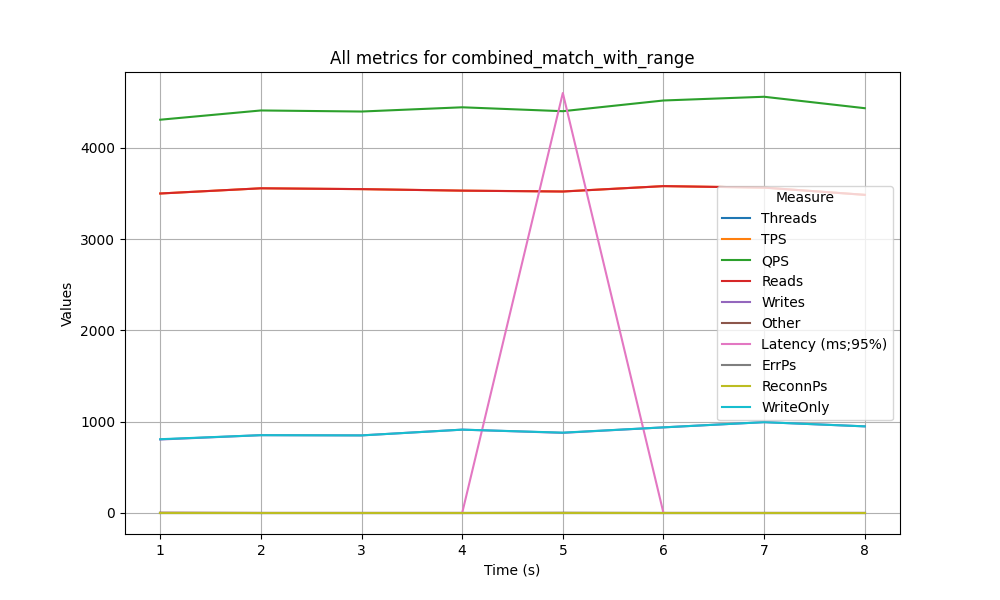 All metrics for combined_match_with_range
Values
4000
3000
2000
1000
0
Measure
Threads
TPS
QPS
Reads
Writes
Other
Latency (ms;95%)
ErrPs
ReconnPs
WriteOnly
1 2 3 4 5 6 7 8
Time (s)